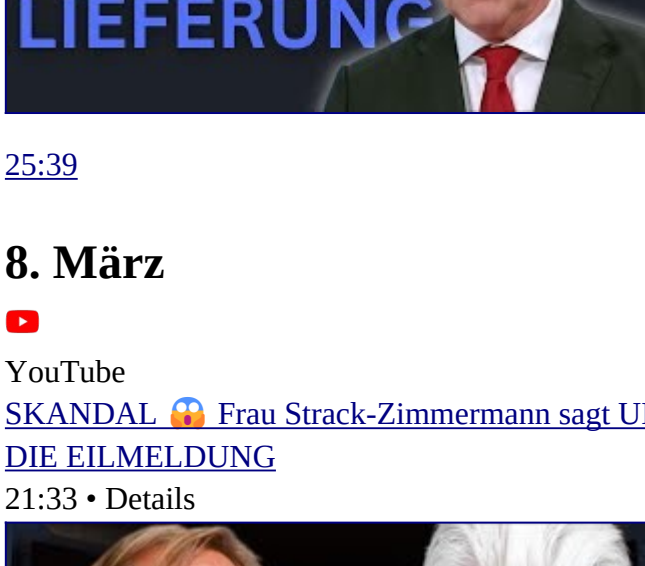 LIEFERUNG
25:39
8. März
YouTube
SKANDAL 😱 Frau Strack-Zimmermann sagt
DIE EILMELDUNG
21:33 • Details